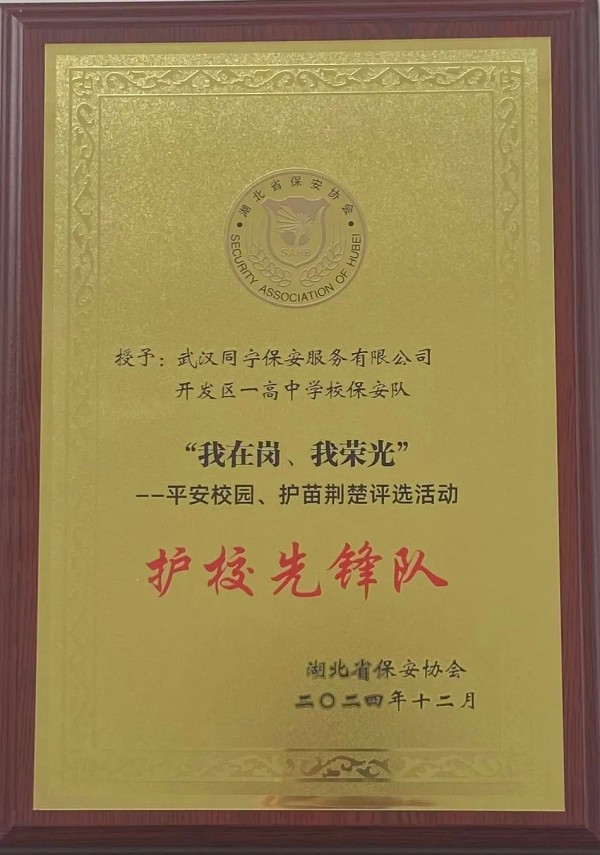 湖北省保安协会
SAHB
SECURITY ASSOCIATION OF HUBEI
授予：武汉同宁保安服务有限公司
开发区一高中学校保安队
“我在岗、我荣光”
--平安校园、护苗荆楚评选活动
护校先锋队
湖北省保安协会
二〇二四年十二月